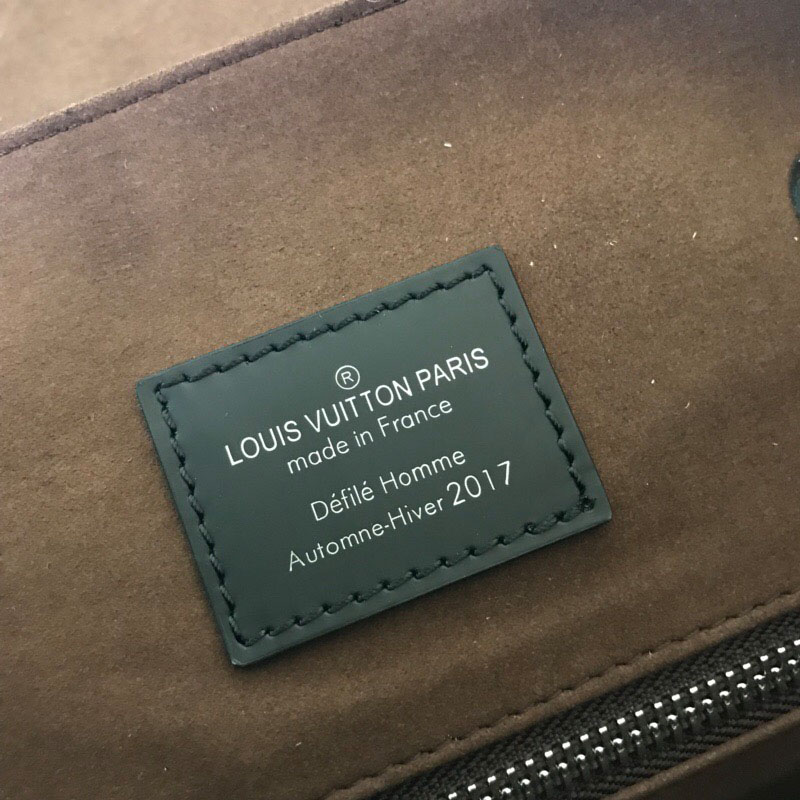 ®
LOUIS VUITTON PARIS
made in France
Défilé Homme
Automne-Hiver 2017